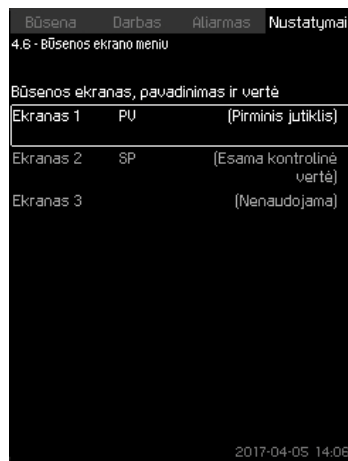 Būsena Darbas Aliarmas Nustatymai
4.6 - Būsenos ekrano meniu
Būsenos ekranas, pavadinimas ir vertė
Ekranas 1 PV (Pirminis jutiklis)
Ekranas 2 SP (Esama kontrolinė
vertė)
Ekranas 3 (Nenaudojama)
2017-04-05 14:06